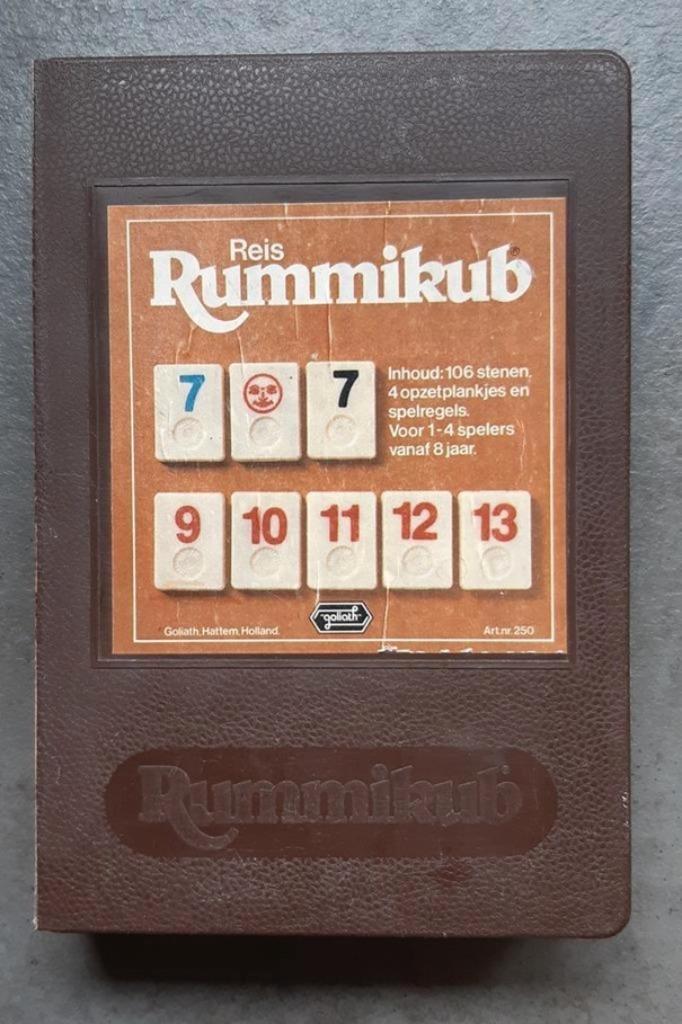 Reis
Rummikub®
7 7
Inhoud: 106 stenen,
4 opzetplankjes en
spelregels.
Voor 1-4 spelers
vanaf 8 jaar.
9 10 11 12 13
goliath
Goliath, Hattem, Holland.
Art.nr. 250
Rummikub